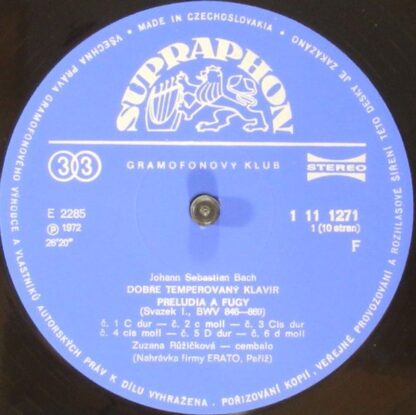 • MADE IN CZECHOSLOVAKIA • VŠECHNA PRÁVA GRAMOFONOVÉHO VÝROBCE A VLASTNÍKŮ AUTORSKÝCH PRÁV K DÍLU VYHRAŽENA. POŘIZOVÁNÍ KOPIÍ, VEŘEJNÉ PROVOZOVÁNÍ A ROZHLASOVÉ ŠÍŘENÍ TÉTO DESKY JE ZAKÁZÁNO
SUPRAPHON
33
GRAMOFONOVÝ KLUB
STEREO
E 2285
℗ 1972
26'20"
1 11 1271
1 (10 stran)
F
Johann Sebastian Bach
DOBŘE TEMPEROVANÝ KLAVÍR
PRELUDIA A FUGY
(Svazek I., BWV 846-869)
č. 1 C dur — č. 2 c moll — č. 3 Cis dur
č. 4 cis moll — č. 5 D dur — č. 6 d moll
Zuzana Růžičková — cembalo
(Nahrávka firmy ERATO, Paříž)